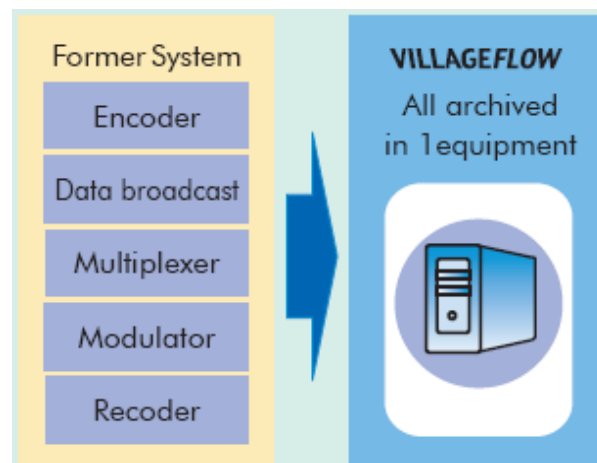 Former System
Encoder
Data broadcast
Multiplexer
Modulator
Recoder
VILLAGEFLOW
All archived
in 1equipment